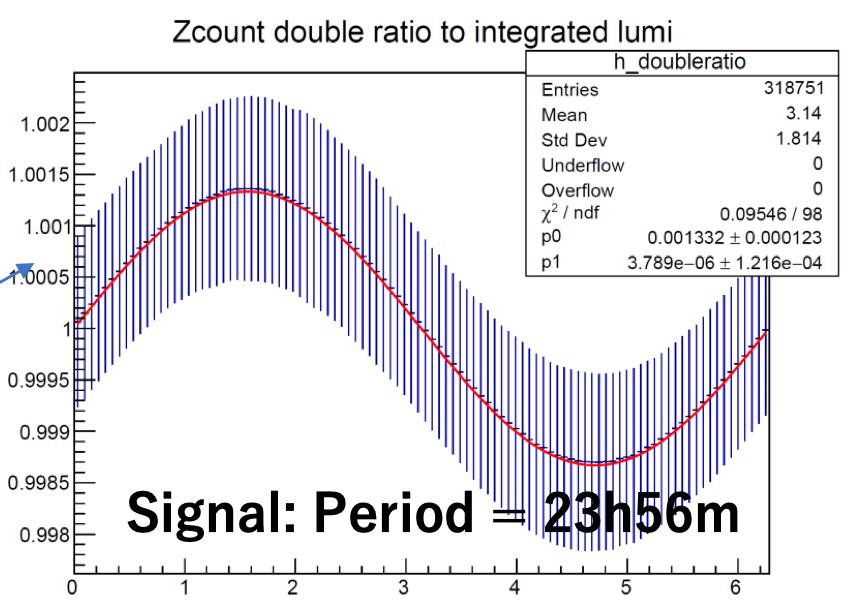 Zcount double ratio to integrated lumi
h_doubleratio
Entries 318751
Mean 3.14
Std Dev 1.814
Underflow 0
Overflow 0
χ² / ndf 0.09546 / 98
p0 0.001332 ± 0.000123
p1 3.789e−06 ± 1.216e−04
1.002
1.0015
1.001
1.0005
1
0.9995
0.999
0.9985
0.998
Signal: Period = 23h56m
0 1 2 3 4 5 6